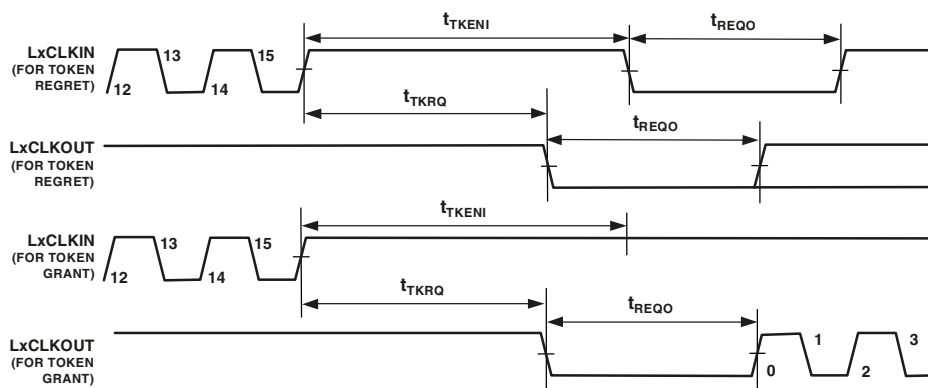 tTKENI
tREQO
LxCLKIN
(FOR TOKEN
REGRET)
12
13
14
15
tTKRQ
tREQO
LxCLKOUT
(FOR TOKEN
REGRET)
tTKENI
LxCLKIN
(FOR TOKEN
GRANT)
12
13
14
15
tTKRQ
tREQO
LxCLKOUT
(FOR TOKEN
GRANT)
0
1
2
3